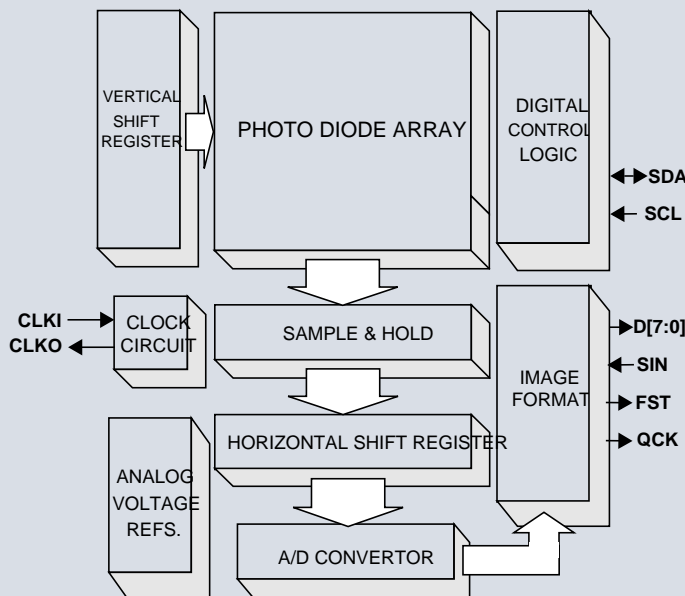 VERTICAL
SHIFT
REGISTER
PHOTO DIODE ARRAY
DIGITAL
CONTROL
LOGIC
SDA
SCL
CLKI
CLKO
CLOCK
CIRCUIT
SAMPLE & HOLD
IMAGE
FORMAT
D[7:0]
SIN
FST
QCK
HORIZONTAL SHIFT REGISTER
ANALOG
VOLTAGE
REFS.
A/D CONVERTOR